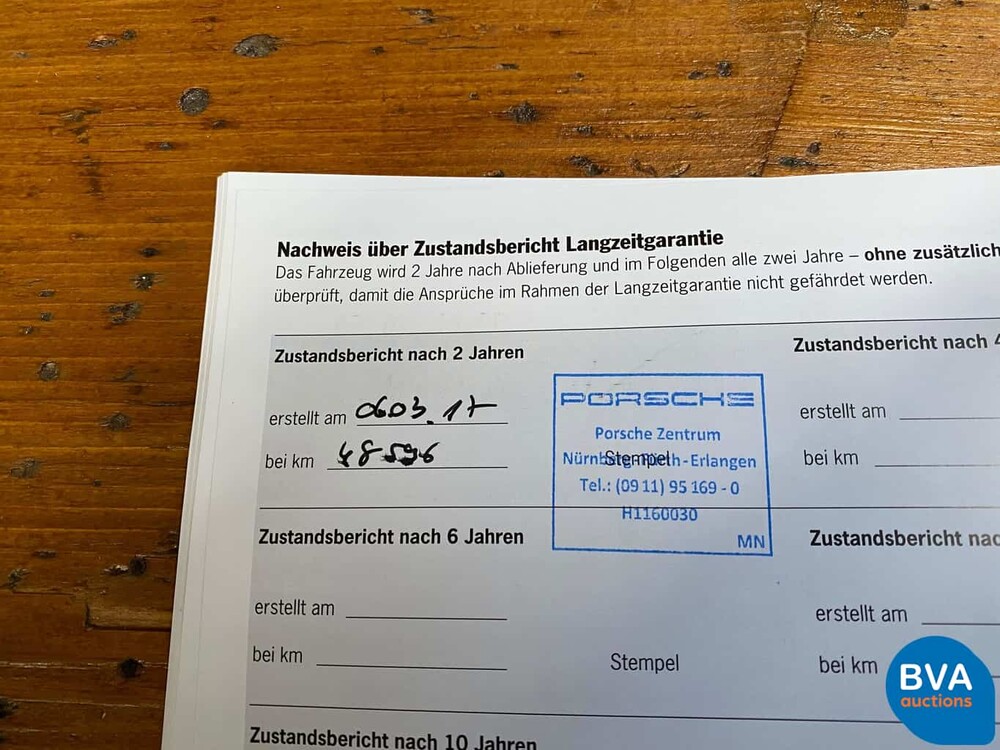 Nachweis über Zustandsbericht Langzeitgarantie
Das Fahrzeug wird 2 Jahre nach Ablieferung und im Folgenden alle zwei Jahre – ohne zusätzlich
überprüft, damit die Ansprüche im Rahmen der Langzeitgarantie nicht gefährdet werden.
Zustandsbericht nach 2 Jahren
erstellt am 0603.17
bei km 48596
PORSCHE
Porsche Zentrum
Nürnberg-Fürth-Erlangen
Stempel
Tel.: (09 11) 95 169 - 0
H1160030
MN
Zustandsbericht nach 4
erstellt am
bei km
Zustandsbericht nach 6 Jahren
erstellt am
bei km
Stempel
Zustandsbericht nac
erstellt am
bei km
Zustandsbericht nach 10 Jahren
BVA
auctions